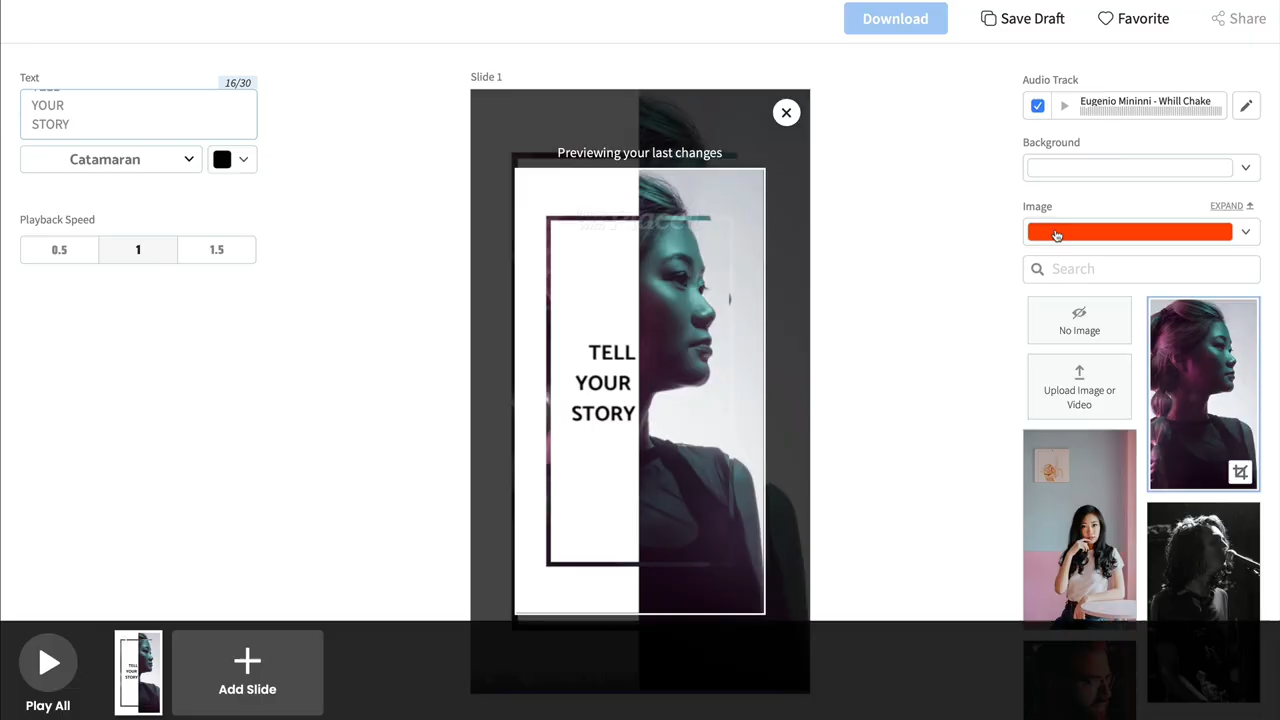 Download
Save Draft
Favorite
Share
Text
16/30
YOUR
STORY
Catamaran
Playback Speed
0.5
1
1.5
Slide 1
Previewing your last changes
TELL
YOUR
STORY
Audio Track
Eugenio Mininni - Whill Chake
Background
Image
EXPAND
Search
No Image
Upload Image or
Video
Play All
TELL
YOUR
STORY
Add Slide